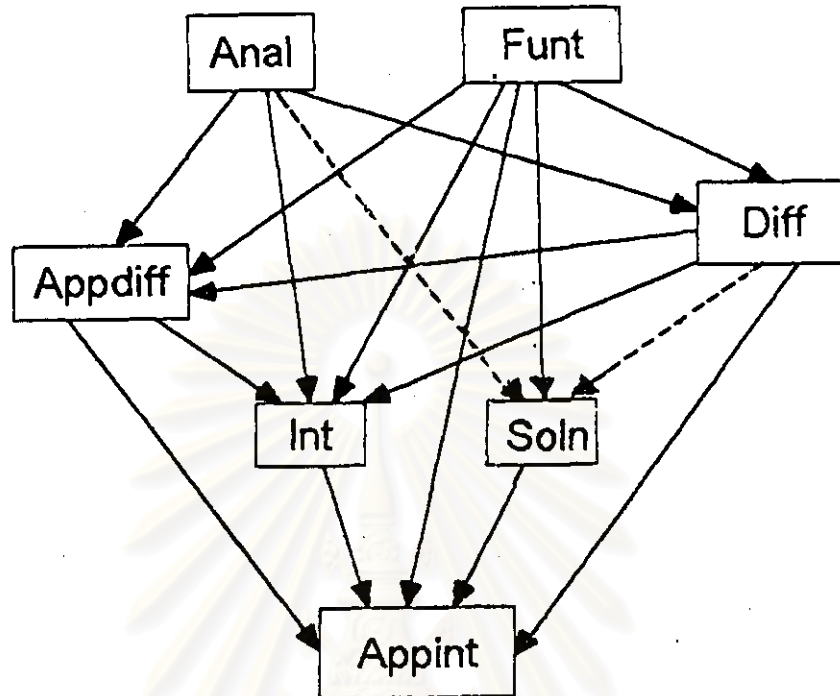 Anal
Funt
Diff
Appdiff
Int
Soln
Appint